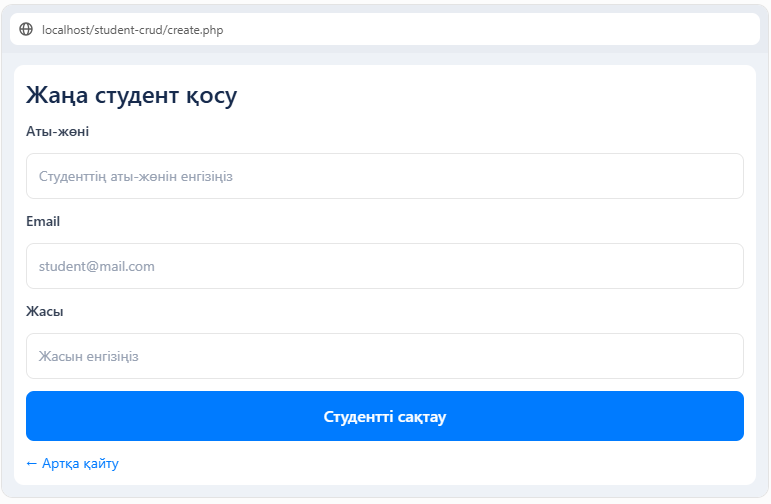 localhost/student-crud/create.php
Жаңа студент қосу
Аты-жөні
Студенттің аты-жөнін енгізіңіз
Email
student@mail.com
Жасы
Жасын енгізіңіз
Студентті сақтау
← Артқа қайту